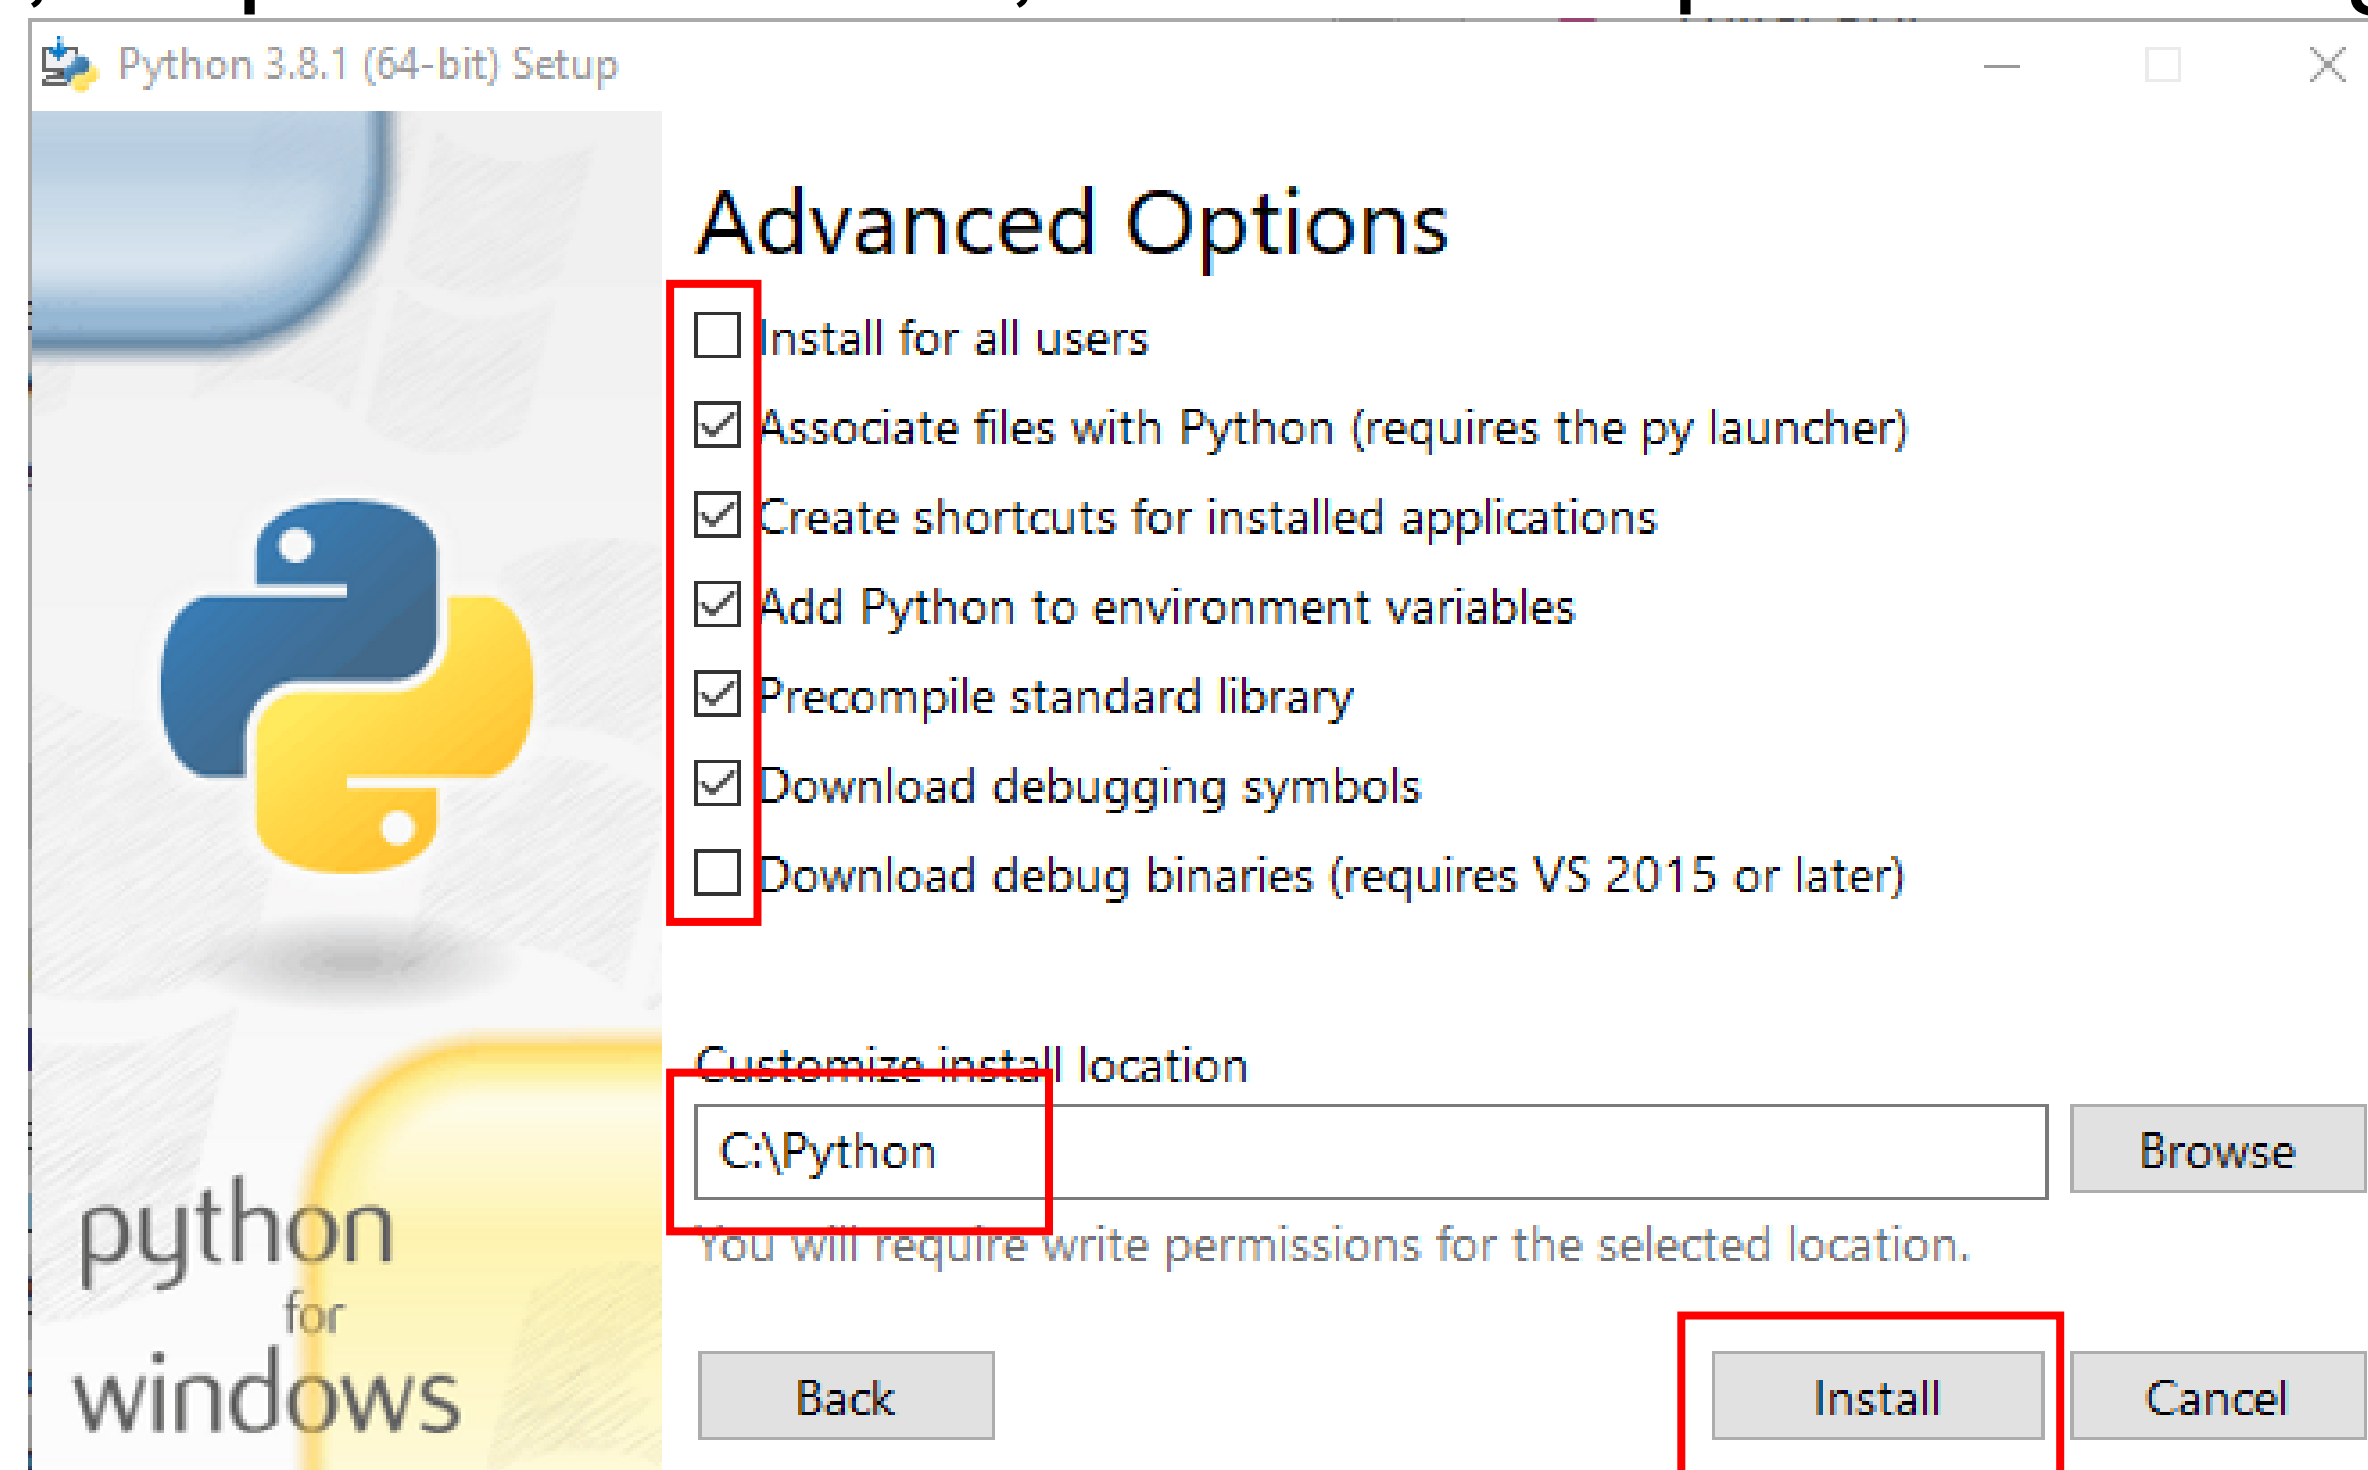 Python 3.8.1 (64-bit) Setup
Advanced Options
Install for all users
Associate files with Python (requires the py launcher)
Create shortcuts for installed applications
Add Python to environment variables
Precompile standard library
Download debugging symbols
Download debug binaries (requires VS 2015 or later)
Customize install location
C:\Python
Browse
You will require write permissions for the selected location.
python
for
windows
Back
Install
Cancel